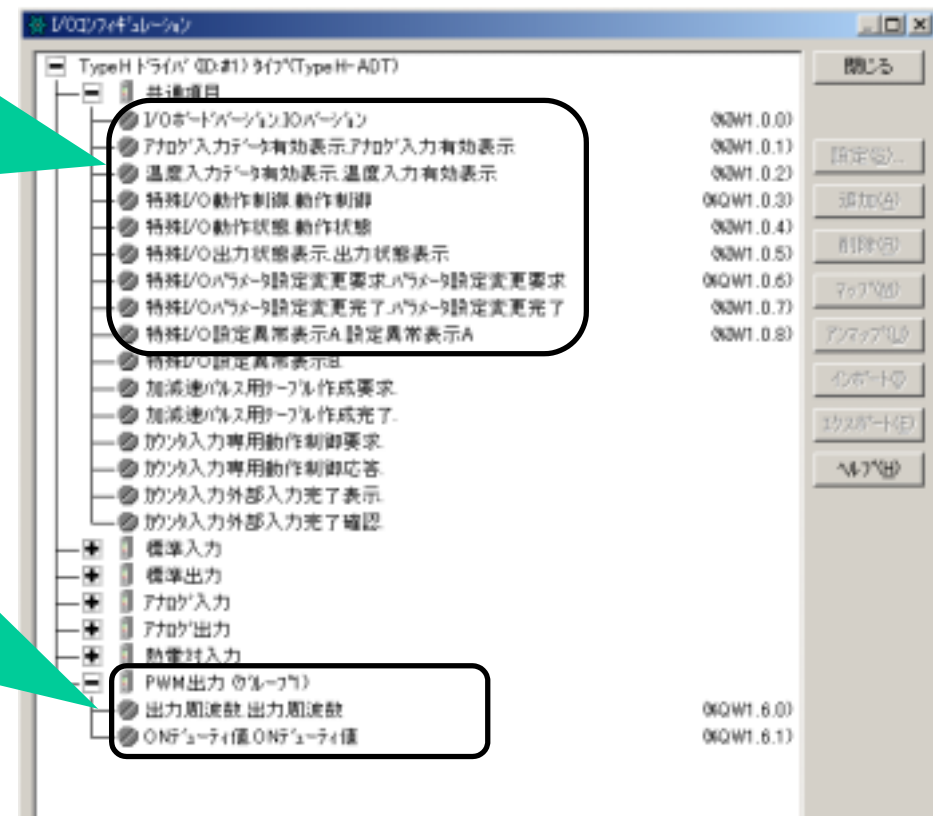 I/Oコンフィギュレーション
TypeH ドライバ (ID:#1) タイプ(TypeH-ADT)
共通項目
I/Oボードバージョン.IOバージョン (%IW1.0.0)
アナログ入力データ有効表示.アナログ入力有効表示 (%IW1.0.1)
温度入力データ有効表示.温度入力有効表示 (%IW1.0.2)
特殊I/O動作制御.動作制御 (%QW1.0.3)
特殊I/O動作状態.動作状態 (%IW1.0.4)
特殊I/O出力状態表示.出力状態表示 (%IW1.0.5)
特殊I/Oパラメータ設定変更要求.パラメータ設定変更要求 (%QW1.0.6)
特殊I/Oパラメータ設定変更完了.パラメータ設定変更完了 (%IW1.0.7)
特殊I/O設定異常表示A.設定異常表示A (%IW1.0.8)
特殊I/O設定異常表示B.
加減速パルス用テーブル作成要求.
加減速パルス用テーブル作成完了.
カウンタ入力専用動作制御要求.
カウンタ入力専用動作制御応答.
カウンタ入力外部入力完了表示.
カウンタ入力外部入力完了確認.
標準入力
標準出力
アナログ入力
アナログ出力
熱電対入力
PWM出力 (グループ1)
出力周波数.出力周波数 (%QW1.6.0)
ONデューティ値.ONデューティ値 (%QW1.6.1)
閉じる
設定(S)...
追加(A)
削除(R)
マップ(M)
アンマップ(U)
インポート(I)
エクスポート(E)
ヘルプ(H)